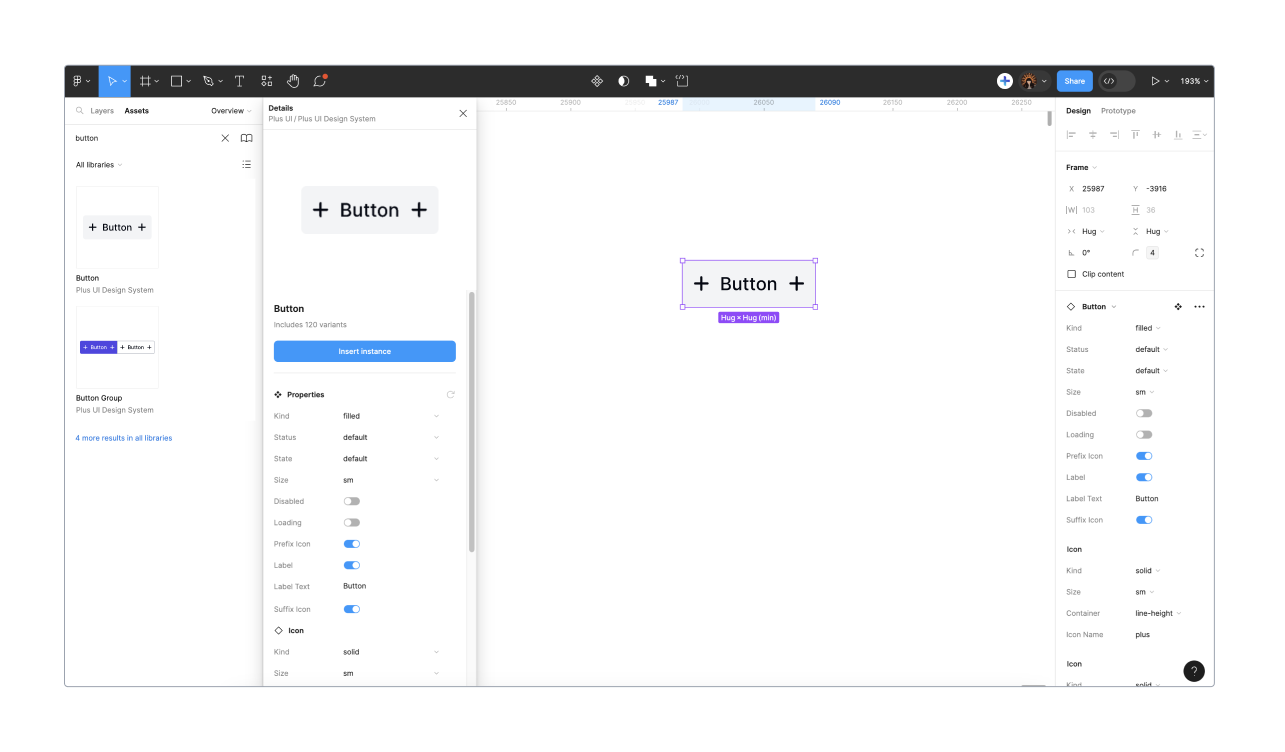 Share
193%
Layers Assets Overview
button
All libraries
Button
Button
Plus UI Design System
Button
Button
Button Group
Plus UI Design System
4 more results in all libraries
Details
Plus UI / Plus UI Design System
Button
Button
Includes 120 variants
Insert instance
Properties
Kind filled
Status default
State default
Size sm
Disabled
Loading
Prefix Icon
Label
Label Text Button
Suffix Icon
Icon
Kind solid
Size sm
25850 25900 25987 26050 26090 26150 26200 26250
Button
Hug × Hug (min)
Design Prototype
Frame
X 25987 Y -3916
W 103 H 36
Hug Hug
0° 4
Clip content
Button
Kind filled
Status default
State default
Size sm
Disabled
Loading
Prefix Icon
Label
Label Text Button
Suffix Icon
Icon
Kind solid
Size sm
Container line-height
Icon Name plus
Icon
Kind solid
?